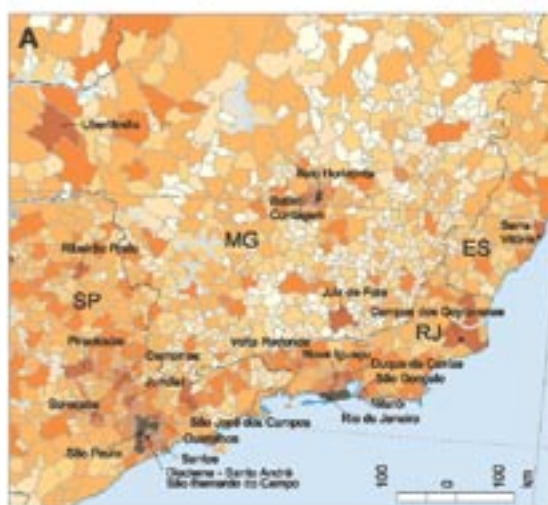 A
Uberlândia
Belo Horizonte
Betim
Contagem
MG
ES
Serra
Vitória
Ribeirão Preto
SP
Juiz de Fora
Campos dos Goytacazes
RJ
Piracicaba
Campinas
Volta Redonda
Nova Iguaçu
Duque de Caxias
Jundiaí
São Gonçalo
Sorocaba
Niterói
São José dos Campos
Rio de Janeiro
Guarulhos
São Paulo
Santos
Diadema - Santo André
São Bernardo do Campo
100 0 100
km